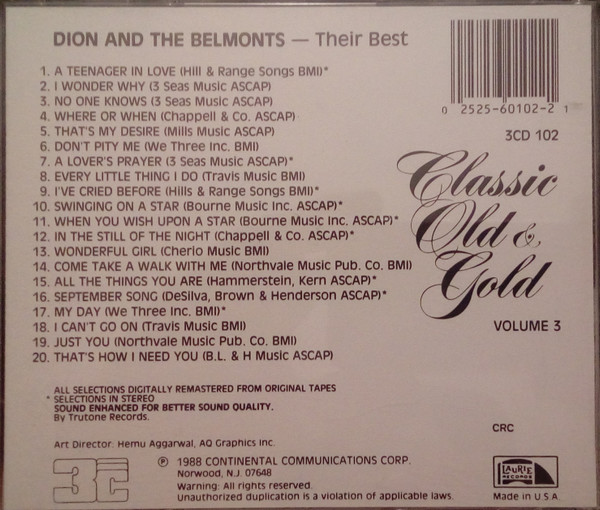 DION AND THE BELMONTS — Their Best
1. A TEENAGER IN LOVE (Hill & Range Songs BMI)*
2. I WONDER WHY (3 Seas Music ASCAP)
3. NO ONE KNOWS (3 Seas Music ASCAP)
4. WHERE OR WHEN (Chappell & Co. ASCAP)
5. THAT'S MY DESIRE (Mills Music ASCAP)
6. DON'T PITY ME (We Three Inc. BMI)
7. A LOVER'S PRAYER (3 Seas Music ASCAP)*
8. EVERY LITTLE THING I DO (Travis Music BMI)
9. I'VE CRIED BEFORE (Hills & Range Songs BMI)*
10. SWINGING ON A STAR (Bourne Music Inc. ASCAP)*
11. WHEN YOU WISH UPON A STAR (Bourne Music Inc. ASCAP)*
12. IN THE STILL OF THE NIGHT (Chappell & Co. ASCAP)*
13. WONDERFUL GIRL (Cherio Music BMI)
14. COME TAKE A WALK WITH ME (Northvale Music Pub. Co. BMI)
15. ALL THE THINGS YOU ARE (Hammerstein, Kern ASCAP)*
16. SEPTEMBER SONG (DeSilva, Brown & Henderson ASCAP)*
17. MY DAY (We Three Inc. BMI)*
18. I CAN'T GO ON (Travis Music BMI)
19. JUST YOU (Northvale Music Pub. Co. BMI)
20. THAT'S HOW I NEED YOU (B.L. & H Music ASCAP)
0 2525-60102-2 1
3CD 102
Classic
Old &
Gold
VOLUME 3
ALL SELECTIONS DIGITALLY REMASTERED FROM ORIGINAL TAPES
* SELECTIONS IN STEREO
SOUND ENHANCED FOR BETTER SOUND QUALITY.
By Trutone Records.
Art Director: Hemu Aggarwal, AQ Graphics Inc.
CRC
3C
℗ 1988 CONTINENTAL COMMUNICATIONS CORP.
Norwood, N.J. 07648
Warning: All rights reserved.
Unauthorized duplication is a violation of applicable laws.
LAURIE
RECORDS
Made in U.S.A.